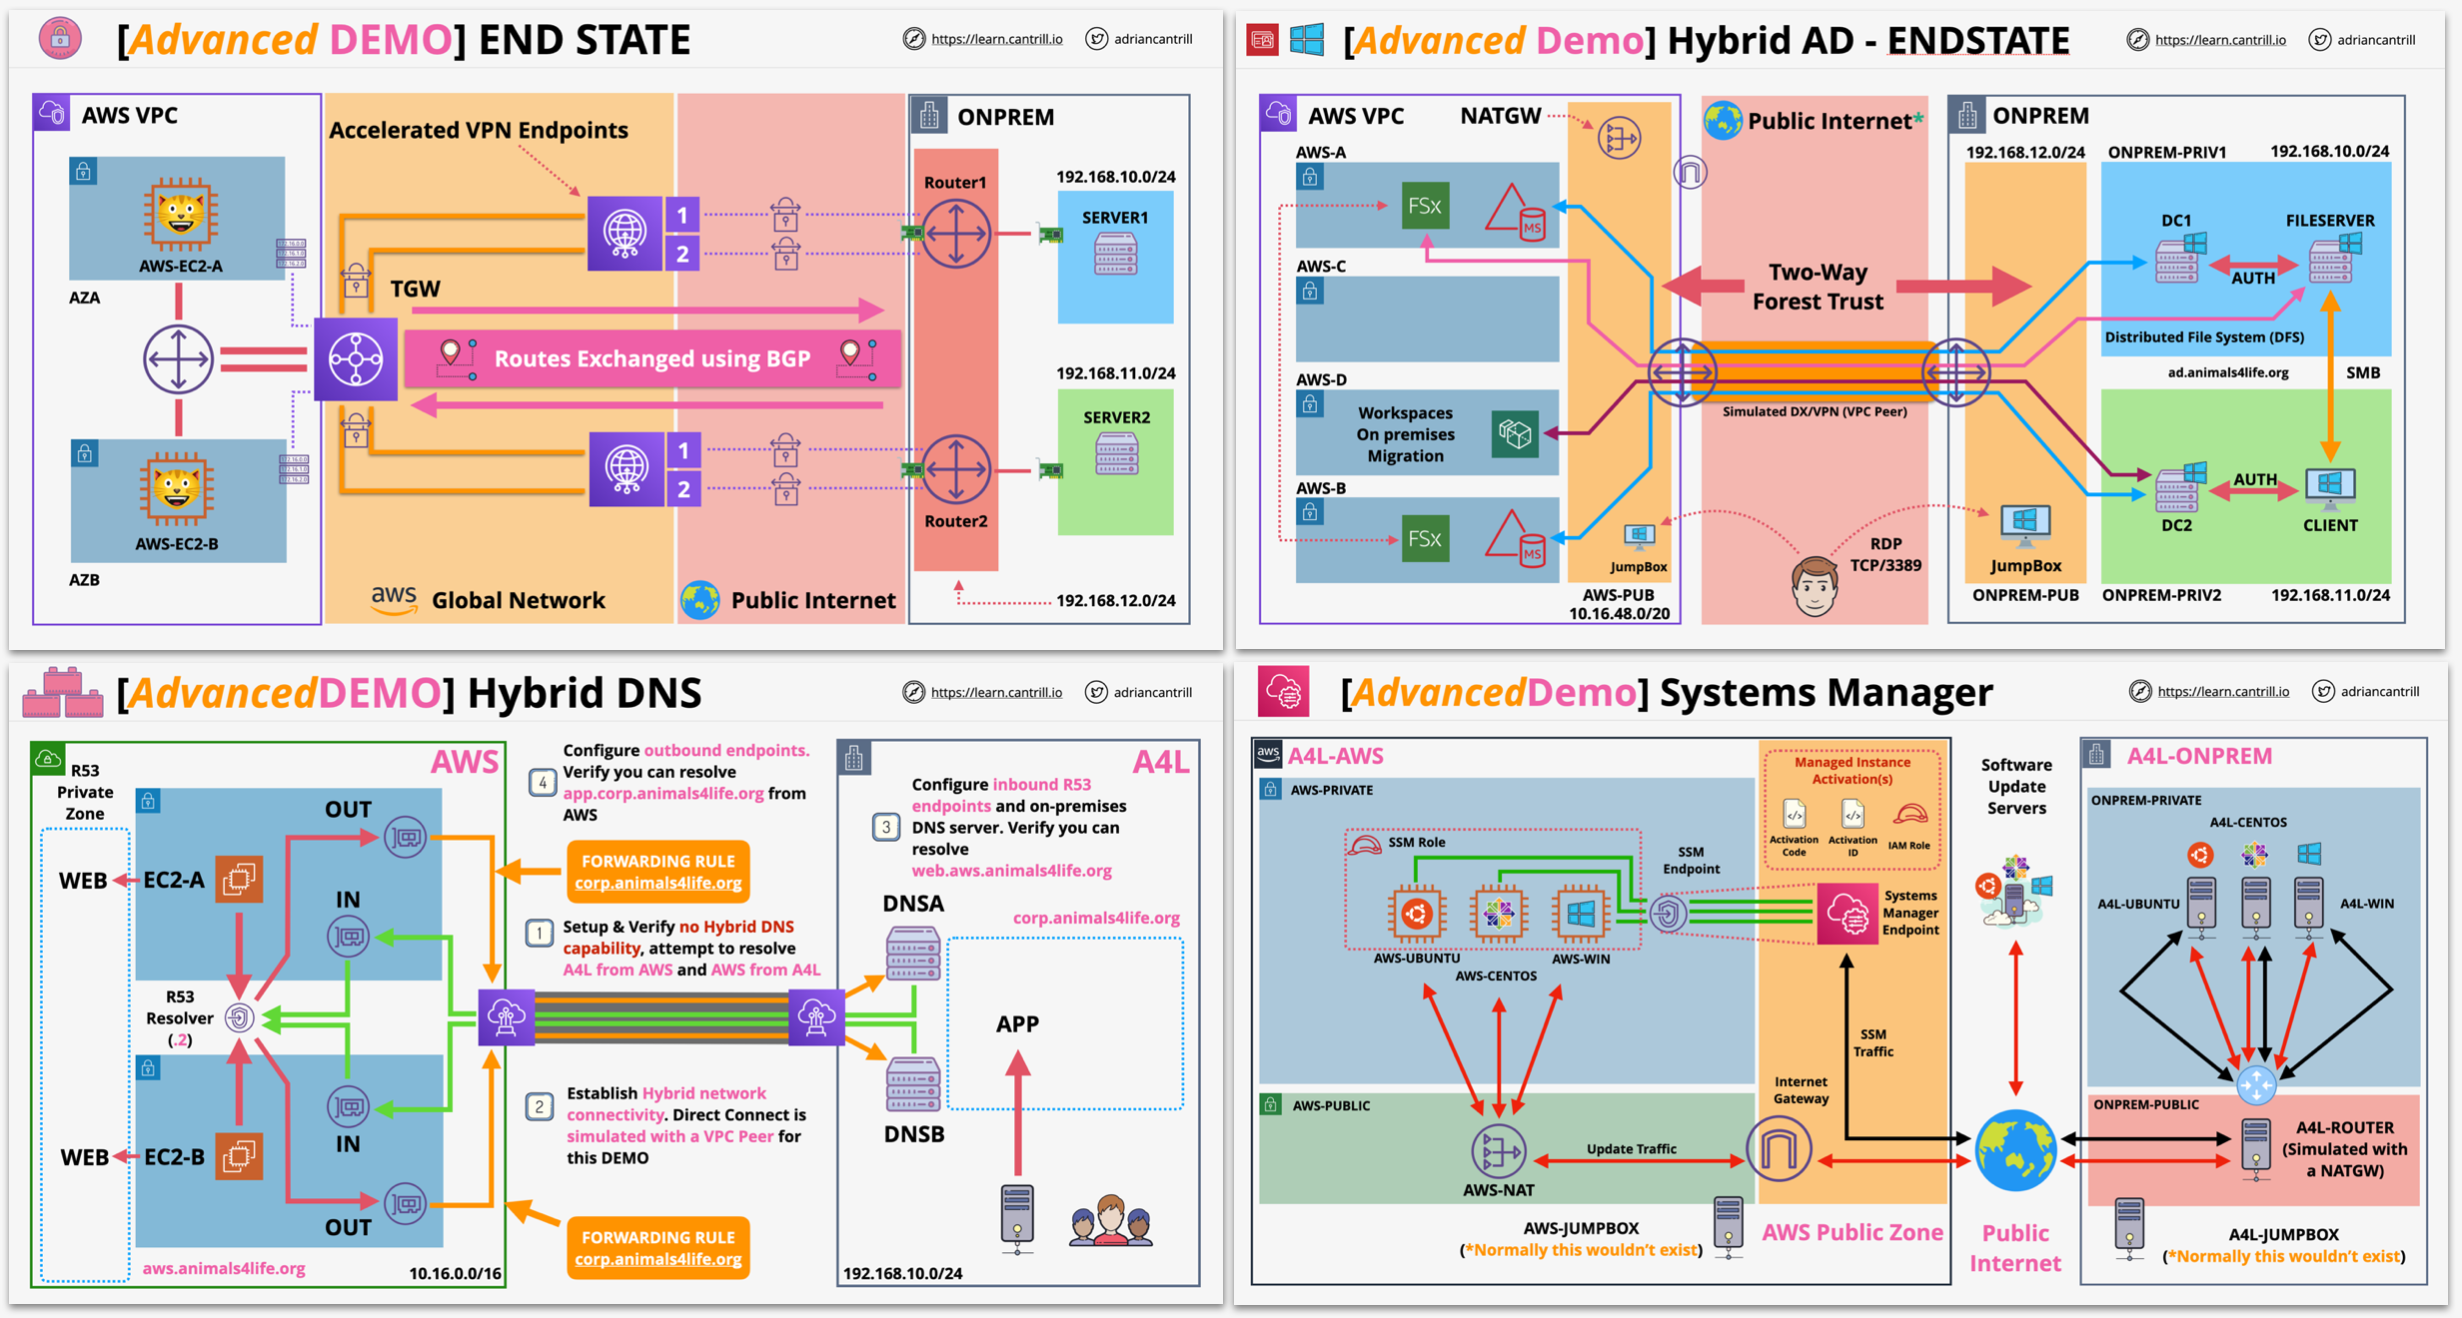 [Advanced DEMO] END STATE
https://learn.cantrill.io
adriancantrill
AWS VPC
AWS-EC2-A
AZA
AWS-EC2-B
AZB
Accelerated VPN Endpoints
1
2
TGW
Routes Exchanged using BGP
1
2
aws
Global Network
Public Internet
ONPREM
Router1
192.168.10.0/24
SERVER1
192.168.11.0/24
SERVER2
Router2
192.168.12.0/24
[Advanced Demo] Hybrid AD - ENDSTATE
https://learn.cantrill.io
adriancantrill
AWS VPC
NATGW
AWS-A
FSx
MS
AWS-C
AWS-D
Workspaces
On premises
Migration
AWS-B
FSx
MS
JumpBox
AWS-PUB
10.16.48.0/20
Public Internet*
Two-Way
Forest Trust
Simulated DX/VPN (VPC Peer)
RDP
TCP/3389
ONPREM
192.168.12.0/24
ONPREM-PRIV1
192.168.10.0/24
DC1
FILESERVER
AUTH
Distributed File System (DFS)
ad.animals4life.org
SMB
AUTH
DC2
CLIENT
JumpBox
ONPREM-PUB
ONPREM-PRIV2
192.168.11.0/24
[AdvancedDEMO] Hybrid DNS
https://learn.cantrill.io
adriancantrill
AWS
R53
Private
Zone
OUT
WEB
EC2-A
IN
R53
Resolver
(.2)
WEB
EC2-B
IN
OUT
aws.animals4life.org
10.16.0.0/16
4
Configure outbound endpoints.
Verify you can resolve
app.corp.animals4life.org from
AWS
FORWARDING RULE
corp.animals4life.org
1
Setup & Verify no Hybrid DNS
capability, attempt to resolve
A4L from AWS and AWS from A4L
2
Establish Hybrid network
connectivity. Direct Connect is
simulated with a VPC Peer for
this DEMO
FORWARDING RULE
corp.animals4life.org
A4L
3
Configure inbound R53
endpoints and on-premises
DNS server. Verify you can
resolve
web.aws.animals4life.org
DNSA
corp.animals4life.org
APP
DNSB
192.168.10.0/24
[AdvancedDemo] Systems Manager
https://learn.cantrill.io
adriancantrill
aws
A4L-AWS
AWS-PRIVATE
SSM Role
AWS-UBUNTU
AWS-CENTOS
AWS-WIN
SSM
Endpoint
Managed Instance
Activation(s)
Activation
Code
Activation
ID
IAM Role
Systems
Manager
Endpoint
SSM
Traffic
Internet
Gateway
AWS-PUBLIC
Update Traffic
AWS-NAT
AWS-JUMPBOX
(*Normally this wouldn't exist)
AWS Public Zone
Software
Update
Servers
Public
Internet
A4L-ONPREM
ONPREM-PRIVATE
A4L-CENTOS
A4L-UBUNTU
A4L-WIN
ONPREM-PUBLIC
A4L-ROUTER
(Simulated with
a NATGW)
A4L-JUMPBOX
(*Normally this wouldn't exist)